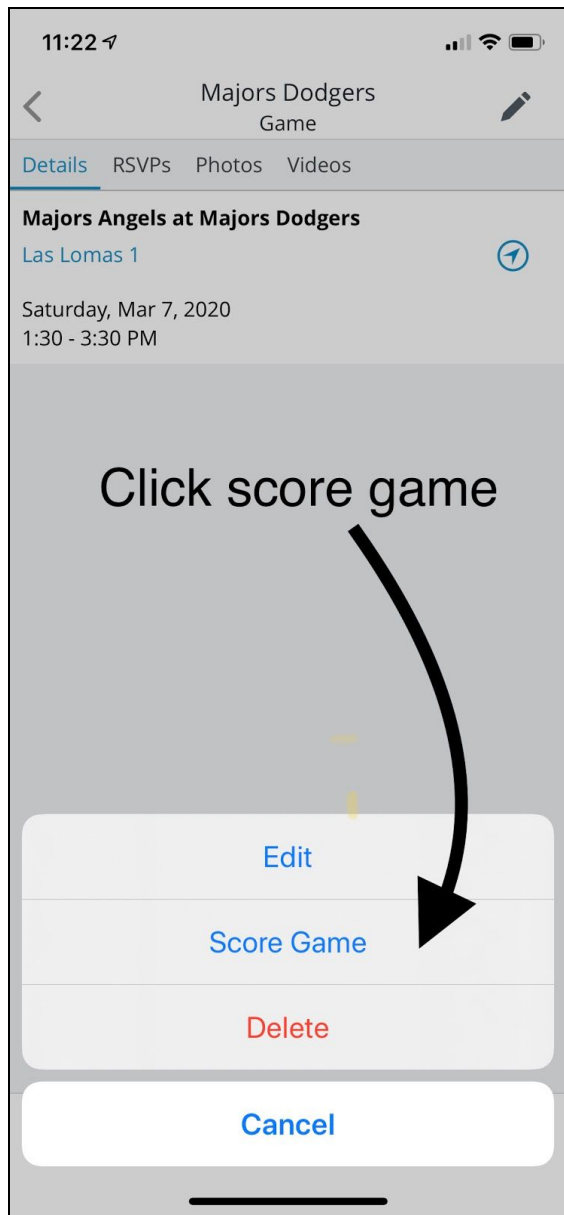 11:22
Majors Dodgers
Game
Details RSVPs Photos Videos
Majors Angels at Majors Dodgers
Las Lomas 1
Saturday, Mar 7, 2020
1:30 - 3:30 PM
Click score game
Edit
Score Game
Delete
Cancel